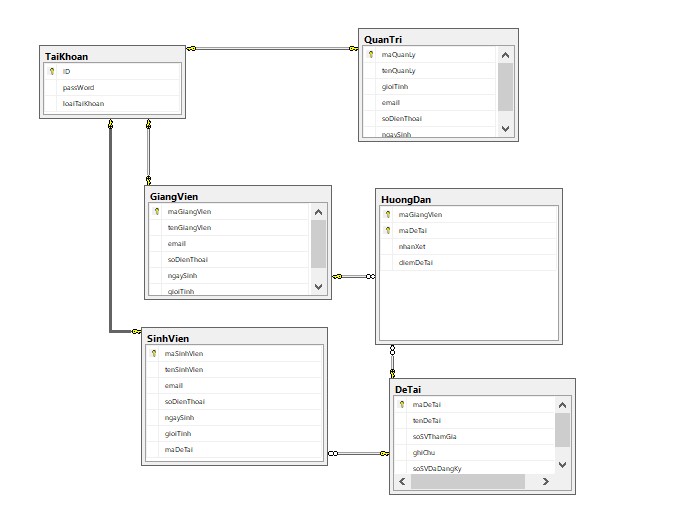 TaiKhoan
ID
passWord
loaiTaiKhoan
QuanTri
maQuanLy
tenQuanLy
gioiTinh
email
soDienThoai
ngaySinh
GiangVien
maGiangVien
tenGiangVien
email
soDienThoai
ngaySinh
gioiTinh
HuongDan
maGiangVien
maDeTai
nhanXet
diemDeTai
SinhVien
maSinhVien
tenSinhVien
email
soDienThoai
ngaySinh
gioiTinh
maDeTai
DeTai
maDeTai
tenDeTai
soSVThamGia
ghiChu
soSVDaDangKy